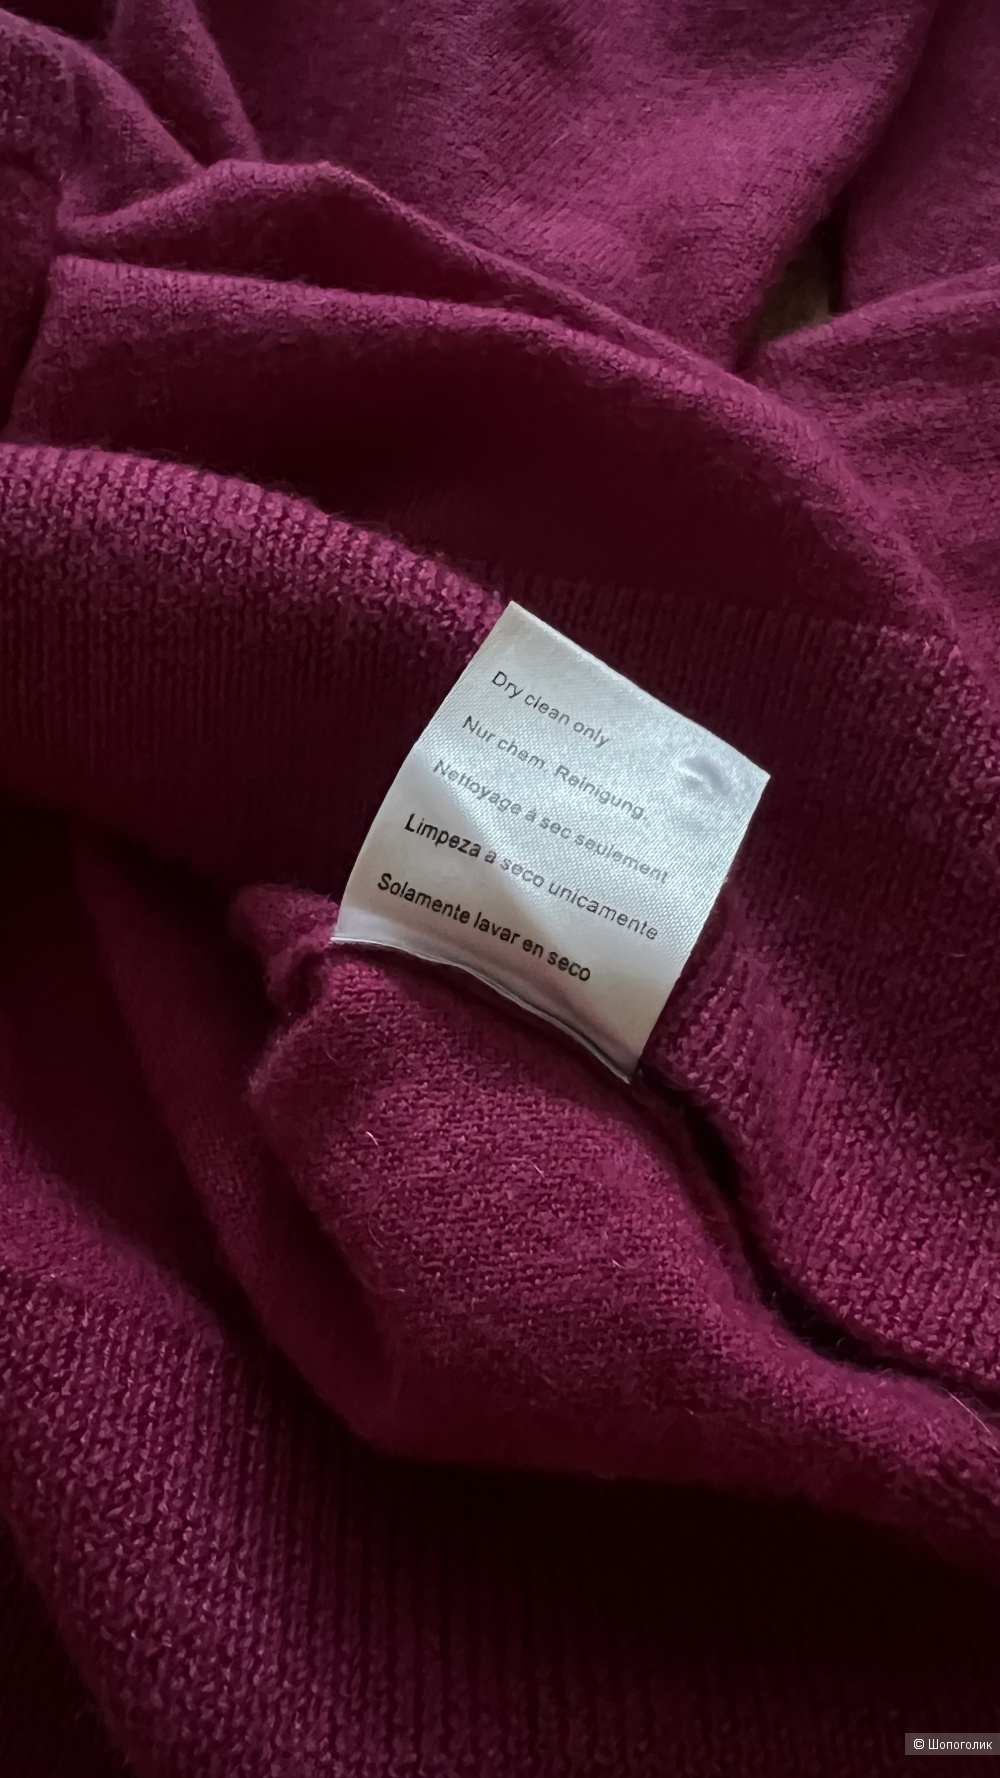 Dry clean only
Nur chem. Reinigung.
Nettoyage à sec seulement
Limpeza a seco unicamente
Solamente lavar en seco
© Шопоголик